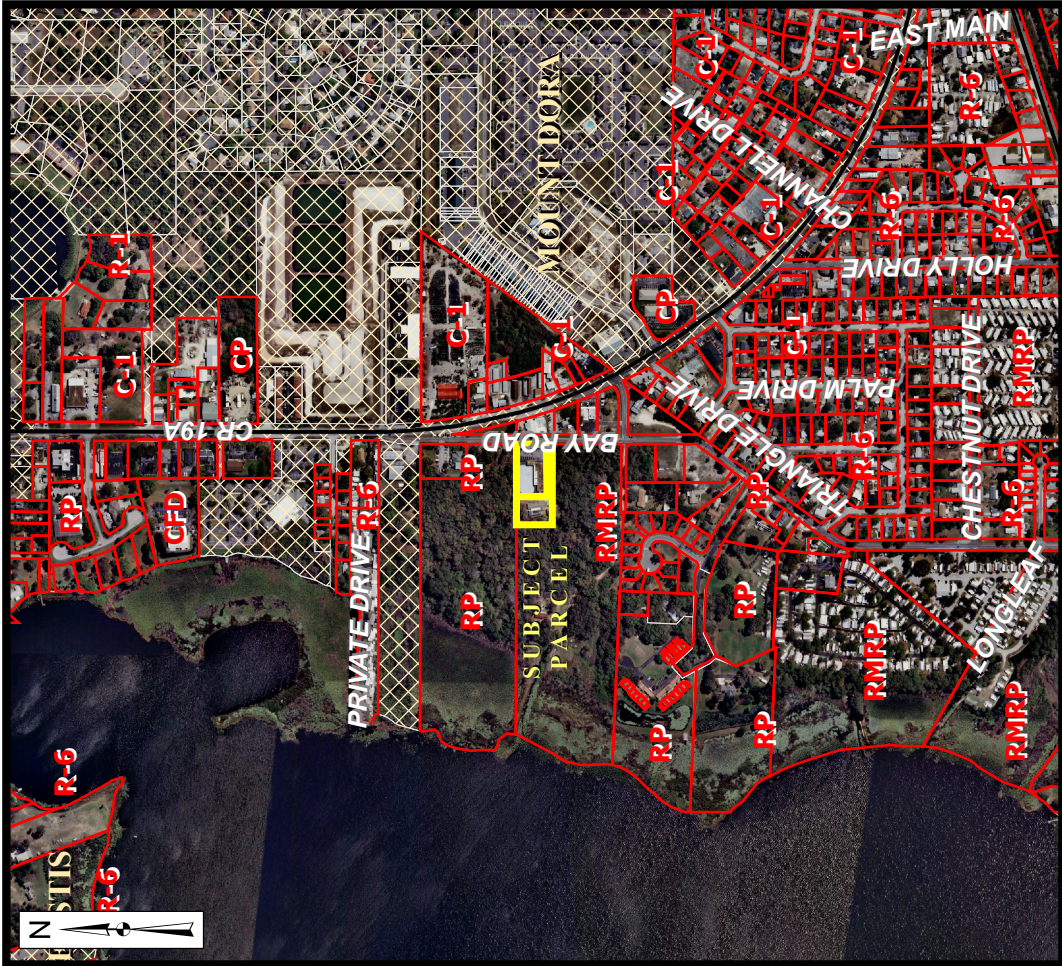 EAST MAIN
C-1
C-1
R-6
CHANNELL DRIVE
MOUNT DORA
C-1
C-1
R-6
R-6
HOLLY DRIVE
R-1
C-1
CP
C-1
CP
C-1
C-1
PALM DRIVE
CHESTNUT DRIVE
RMRP
CR 19A
BAY ROAD
TRIANGLE DRIVE
R-6
RP
CFD
R-6
RP
RMRP
RP
R-6
PRIVATE DRIVE
RP
SUBJECT
PARCEL
RP
RMRP
LONGLEAF
RMRP
RP
RP
R-6
R-6
STIS
N